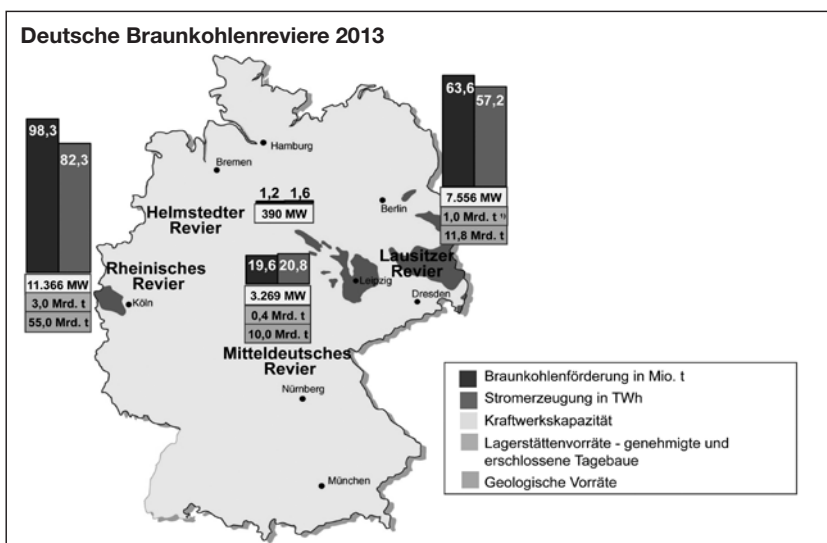 Deutsche Braunkohlenreviere 2013
98,3
82,3
11.366 MW
3,0 Mrd. t
55,0 Mrd. t
Rheinisches
Revier
Köln
Hamburg
Bremen
1,2 1,6
390 MW
Helmstedter
Revier
Berlin
63,6
57,2
7.556 MW
1,0 Mrd. t 1)
11,8 Mrd. t
Lausitzer
Revier
Leipzig
Dresden
19,6 20,8
3.269 MW
0,4 Mrd. t
10,0 Mrd. t
Mitteldeutsches
Revier
Nürnberg
München
Braunkohlenförderung in Mio. t
Stromerzeugung in TWh
Kraftwerkskapazität
Lagerstättenvorräte - genehmigte und
erschlossene Tagebaue
Geologische Vorräte